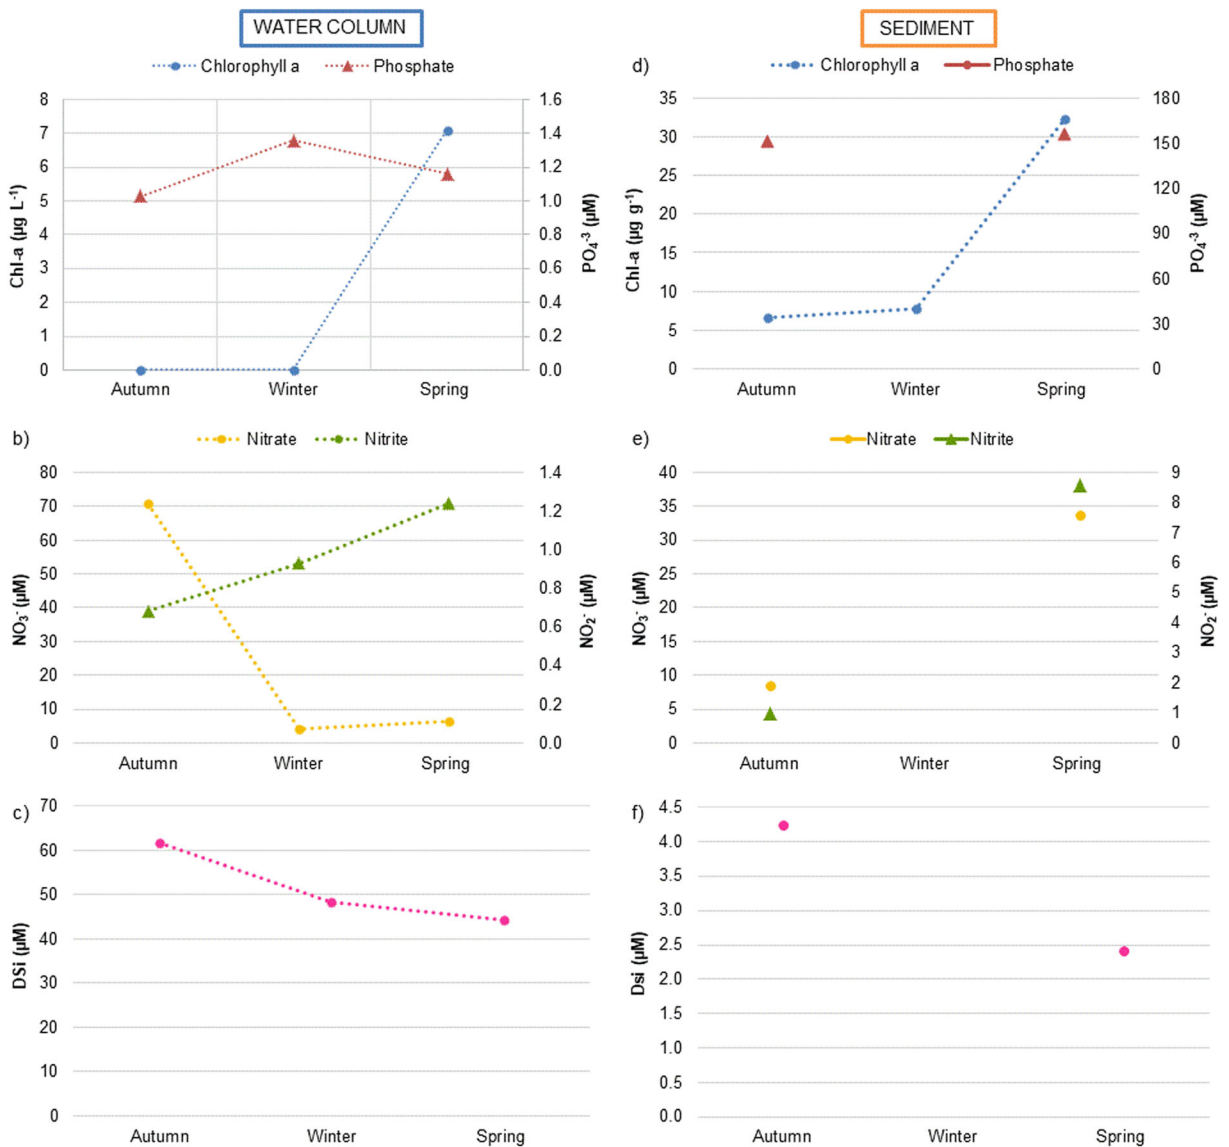 WATER COLUMN
Chlorophyll a Phosphate
8 7 6 5 4 3 2 1 0
Chl-a (µg L⁻¹)
1.6 1.4 1.2 1.0 0.8 0.6 0.4 0.2 0.0
PO₄⁻³ (µM)
Autumn Winter Spring
b)
Nitrate Nitrite
80 70 60 50 40 30 20 10 0
NO₃⁻ (µM)
1.4 1.2 1.0 0.8 0.6 0.4 0.2 0.0
NO₂⁻ (µM)
Autumn Winter Spring
c)
70 60 50 40 30 20 10 0
DSi (µM)
Autumn Winter Spring
SEDIMENT
d)
Chlorophyll a Phosphate
35 30 25 20 15 10 5 0
Chl-a (µg g⁻¹)
180 150 120 90 60 30 0
PO₄⁻³ (µM)
Autumn Winter Spring
e)
Nitrate Nitrite
40 35 30 25 20 15 10 5 0
NO₃⁻ (µM)
9 8 7 6 5 4 3 2 1 0
NO₂⁻ (µM)
Autumn Winter Spring
f)
4.5 4.0 3.5 3.0 2.5 2.0 1.5 1.0 0.5 0.0
Dsi (µM)
Autumn Winter Spring